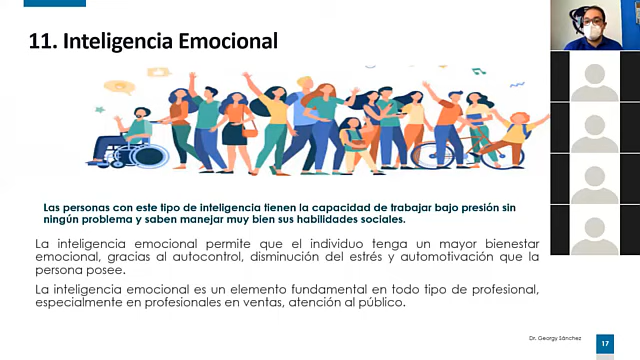 11. Inteligencia Emocional
Las personas con este tipo de inteligencia tienen la capacidad de trabajar bajo presión sin
ningún problema y saben manejar muy bien sus habilidades sociales.
La inteligencia emocional permite que el individuo tenga un mayor bienestar
emocional, gracias al autocontrol, disminución del estrés y automotivación que la
persona posee.
La inteligencia emocional es un elemento fundamental en todo tipo de profesional,
especialmente en profesionales en ventas, atención al público.
Dr. Georgy Sánchez
17